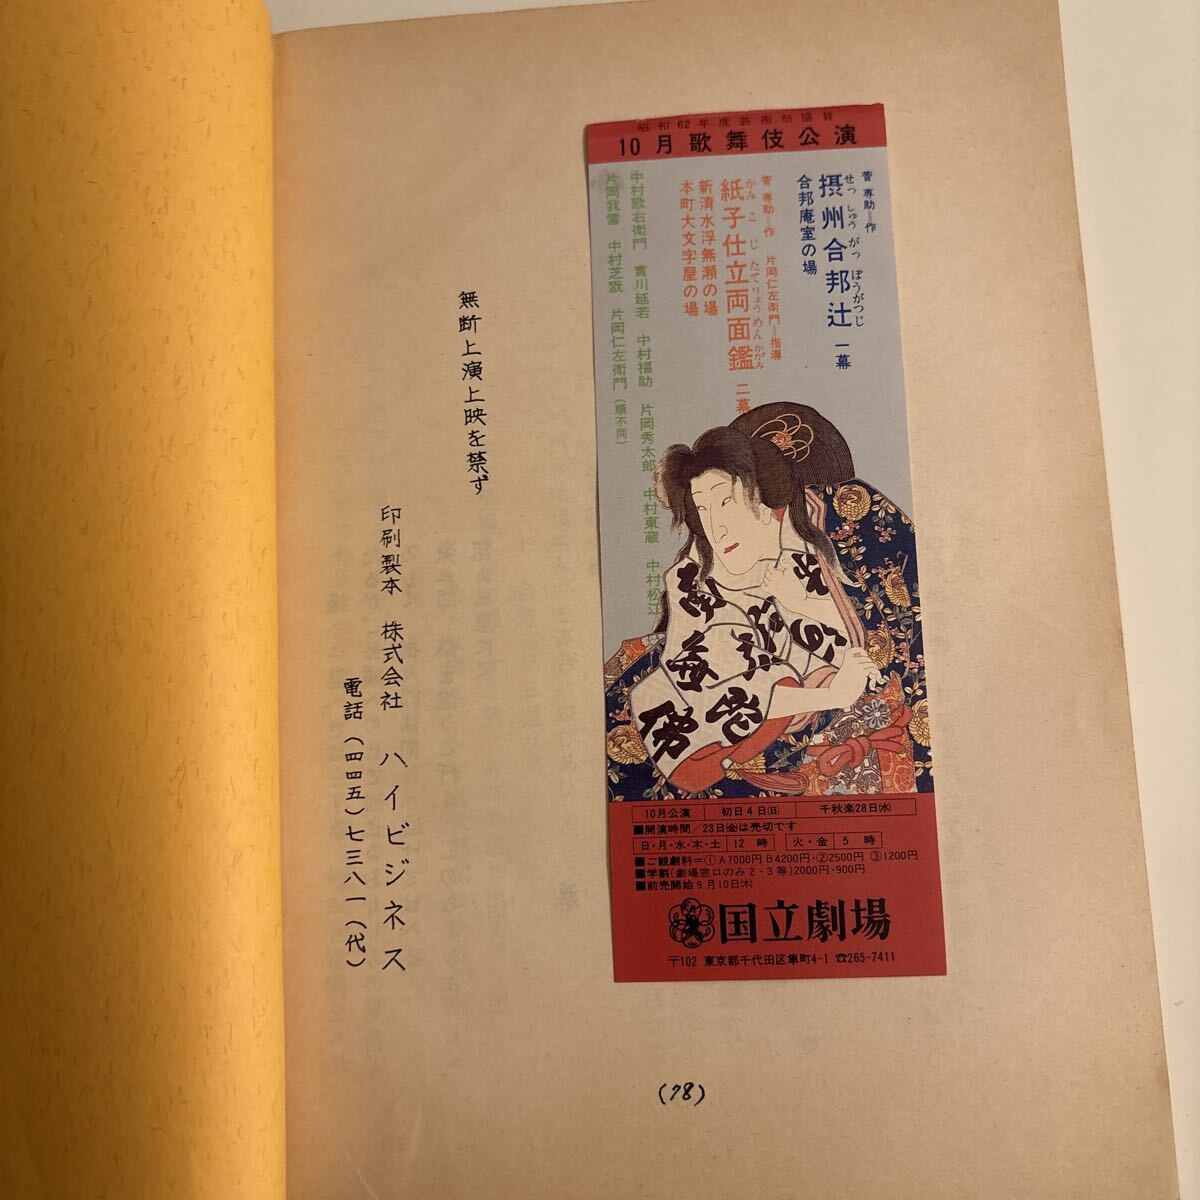 昭和62年度芸術祭協賛
10月歌舞伎公演
菅 専助=作
せっしゅうがっぽうがつじ
摂州合邦辻 一幕
合邦庵室の場
菅 専助=作 片岡仁左衛門=指導
かみこじたてりょうめんかがみ
紙子仕立両面鑑 二幕
新清水浮無瀬の場
本町大文字屋の場
中村歌右衛門 實川延若 中村福助 片岡秀太郎 中村東蔵 中村松江
片岡我當 中村芝翫 片岡仁左衛門(順不同)
南無
佛
10月公演 初日4日(日) 千秋楽28日(水)
■開演時間/23日(金)は売切です
日・月・水・木・土 12時 火・金 5時
■ご観劇料=①A7000円 B4200円・②2500円 ③1200円
■学割(劇場窓口のみ2・3等)2000円・900円
■前売開始9月10日(木)
国立劇場
〒102 東京都千代田区隼町4-1 ☎265-7411
無断上演上映を禁ず
印刷製本 株式会社 ハイビジネス
電話(四四五)七三八一(代)
(78)